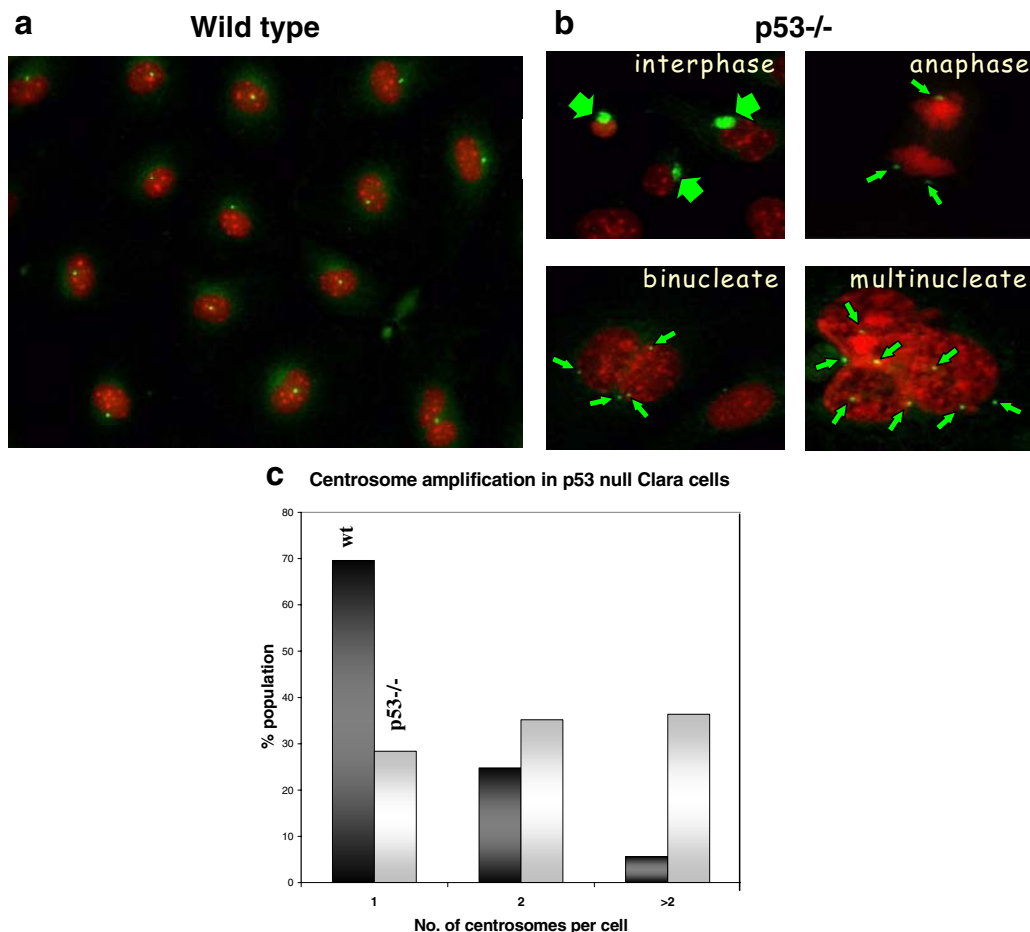 a Wild type
b p53-/-
interphase
anaphase
binucleate
multinucleate
c Centrosome amplification in p53 null Clara cells
80
70
60
50
40
30
20
10
0
% population
wt
p53-/-
1 2 >2
No. of centrosomes per cell